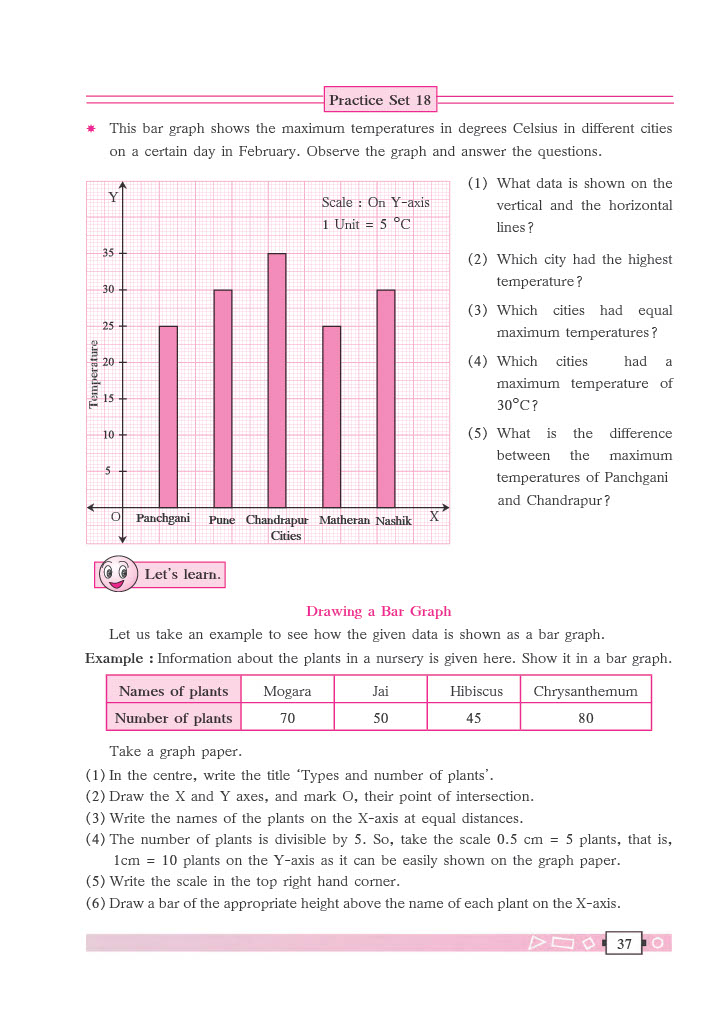 Practice Set 18
✷ This bar graph shows the maximum temperatures in degrees Celsius in different cities
on a certain day in February. Observe the graph and answer the questions.
Y
Scale : On Y-axis
1 Unit = 5 °C
35
30
25
20
15
10
5
Temperature
O
Panchgani
Pune
Chandrapur
Matheran
Nashik
X
Cities
(1) What data is shown on the
vertical and the horizontal
lines?
(2) Which city had the highest
temperature?
(3) Which cities had equal
maximum temperatures?
(4) Which cities had a
maximum temperature of
30°C?
(5) What is the difference
between the maximum
temperatures of Panchgani
and Chandrapur?
Let's learn.
Drawing a Bar Graph
Let us take an example to see how the given data is shown as a bar graph.
Example : Information about the plants in a nursery is given here. Show it in a bar graph.
Names of plants Mogara Jai Hibiscus Chrysanthemum
Number of plants 70 50 45 80
Take a graph paper.
(1) In the centre, write the title 'Types and number of plants'.
(2) Draw the X and Y axes, and mark O, their point of intersection.
(3) Write the names of the plants on the X-axis at equal distances.
(4) The number of plants is divisible by 5. So, take the scale 0.5 cm = 5 plants, that is,
1cm = 10 plants on the Y-axis as it can be easily shown on the graph paper.
(5) Write the scale in the top right hand corner.
(6) Draw a bar of the appropriate height above the name of each plant on the X-axis.
37